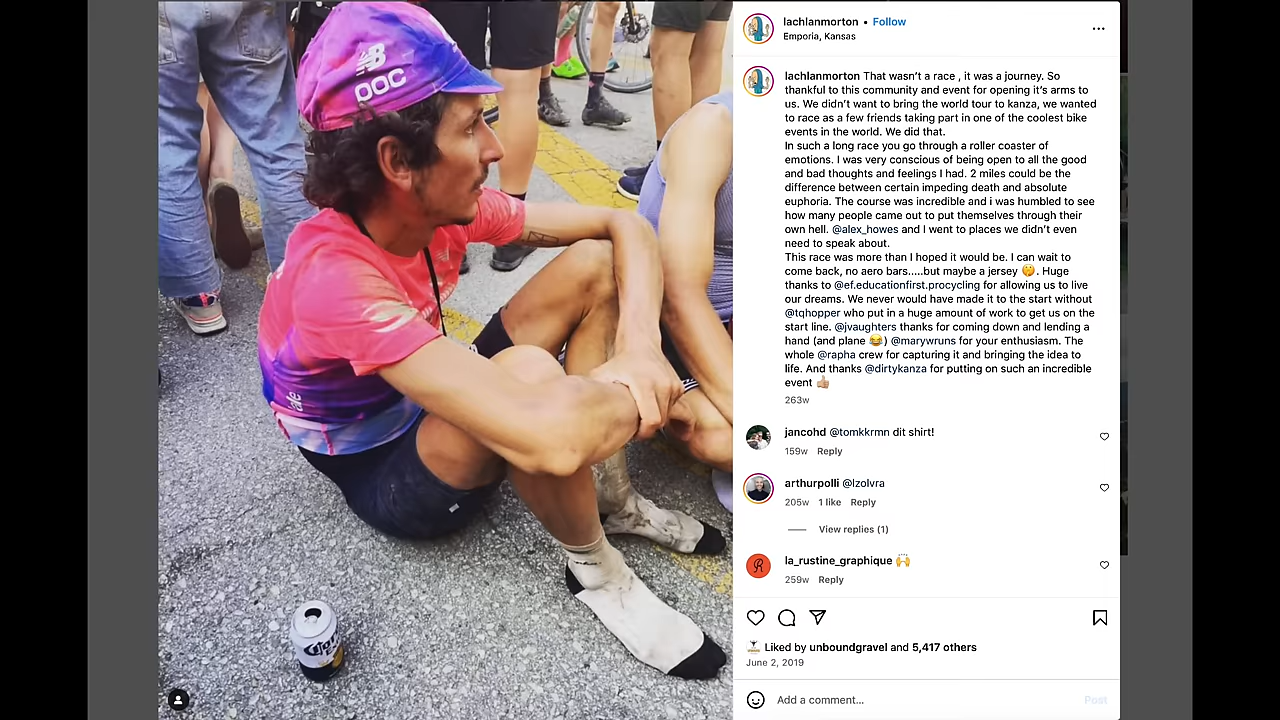 POC
lachlanmorton • Follow
Emporia, Kansas
lachlanmorton That wasn't a race , it was a journey. So
thankful to this community and event for opening it's arms to
us. We didn't want to bring the world tour to kanza, we wanted
to race as a few friends taking part in one of the coolest bike
events in the world. We did that.
In such a long race you go through a roller coaster of
emotions. I was very conscious of being open to all the good
and bad thoughts and feelings I had. 2 miles could be the
difference between certain impeding death and absolute
euphoria. The course was incredible and i was humbled to see
how many people came out to put themselves through their
own hell. @alex_howes and I went to places we didn't even
need to speak about.
This race was more than I hoped it would be. I can wait to
come back, no aero bars.....but maybe a jersey 🤫. Huge
thanks to @ef.educationfirst.procycling for allowing us to live
our dreams. We never would have made it to the start without
@tqhopper who put in a huge amount of work to get us on the
start line. @jvaughters thanks for coming down and lending a
hand (and plane 😂) @marywruns for your enthusiasm. The
whole @rapha crew for capturing it and bringing the idea to
life. And thanks @dirtykanza for putting on such an incredible
event 👍🏼
263w
jancohd @tomkkrmn dit shirt!
159w Reply
arthurpolli @lzolvra
205w 1 like Reply
View replies (1)
la_rustine_graphique 🙌
259w Reply
Liked by unboundgravel and 5,417 others
June 2, 2019
Add a comment...
Post